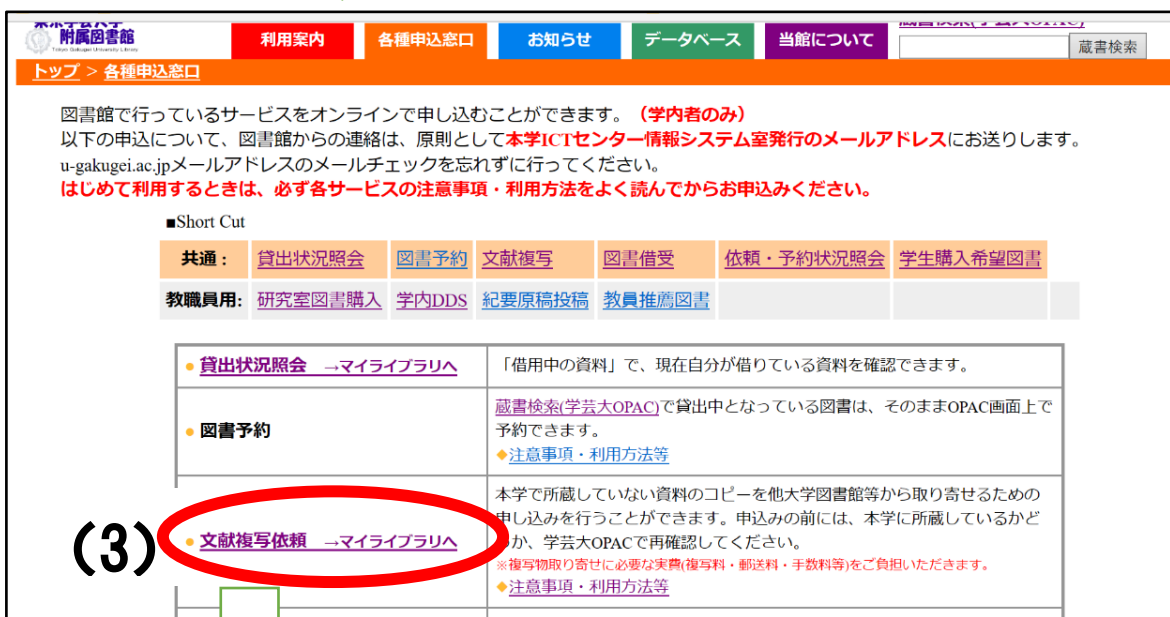 附属図書館
Tokyo Gakugei University Library
利用案内 各種申込窓口 お知らせ データベース 当館について
蔵書検索
トップ > 各種申込窓口
図書館で行っているサービスをオンラインで申し込むことができます。(学内者のみ)
以下の申込について、図書館からの連絡は、原則として本学ICTセンター情報システム室発行のメールアドレスにお送りします。
u-gakugei.ac.jpメールアドレスのメールチェックを忘れずに行ってください。
はじめて利用するときは、必ず各サービスの注意事項・利用方法をよく読んでからお申込みください。
■Short Cut
共通: 貸出状況照会 図書予約 文献複写 図書借受 依頼・予約状況照会 学生購入希望図書
教職員用: 研究室図書購入 学内DDS 紀要原稿投稿 教員推薦図書
貸出状況照会 →マイライブラリへ
「借用中の資料」で、現在自分が借りている資料を確認できます。
図書予約
蔵書検索(学芸大OPAC)で貸出中となっている図書は、そのままOPAC画面上で
予約できます。
◆注意事項・利用方法等
(3)
文献複写依頼 →マイライブラリへ
本学で所蔵していない資料のコピーを他大学図書館等から取り寄せるための
申し込みを行うことができます。申込みの前には、本学に所蔵しているかど
うか、学芸大OPACで再確認してください。
※複写物取り寄せに必要な実費(複写料・郵送料・手数料等)をご負担いただきます。
◆注意事項・利用方法等